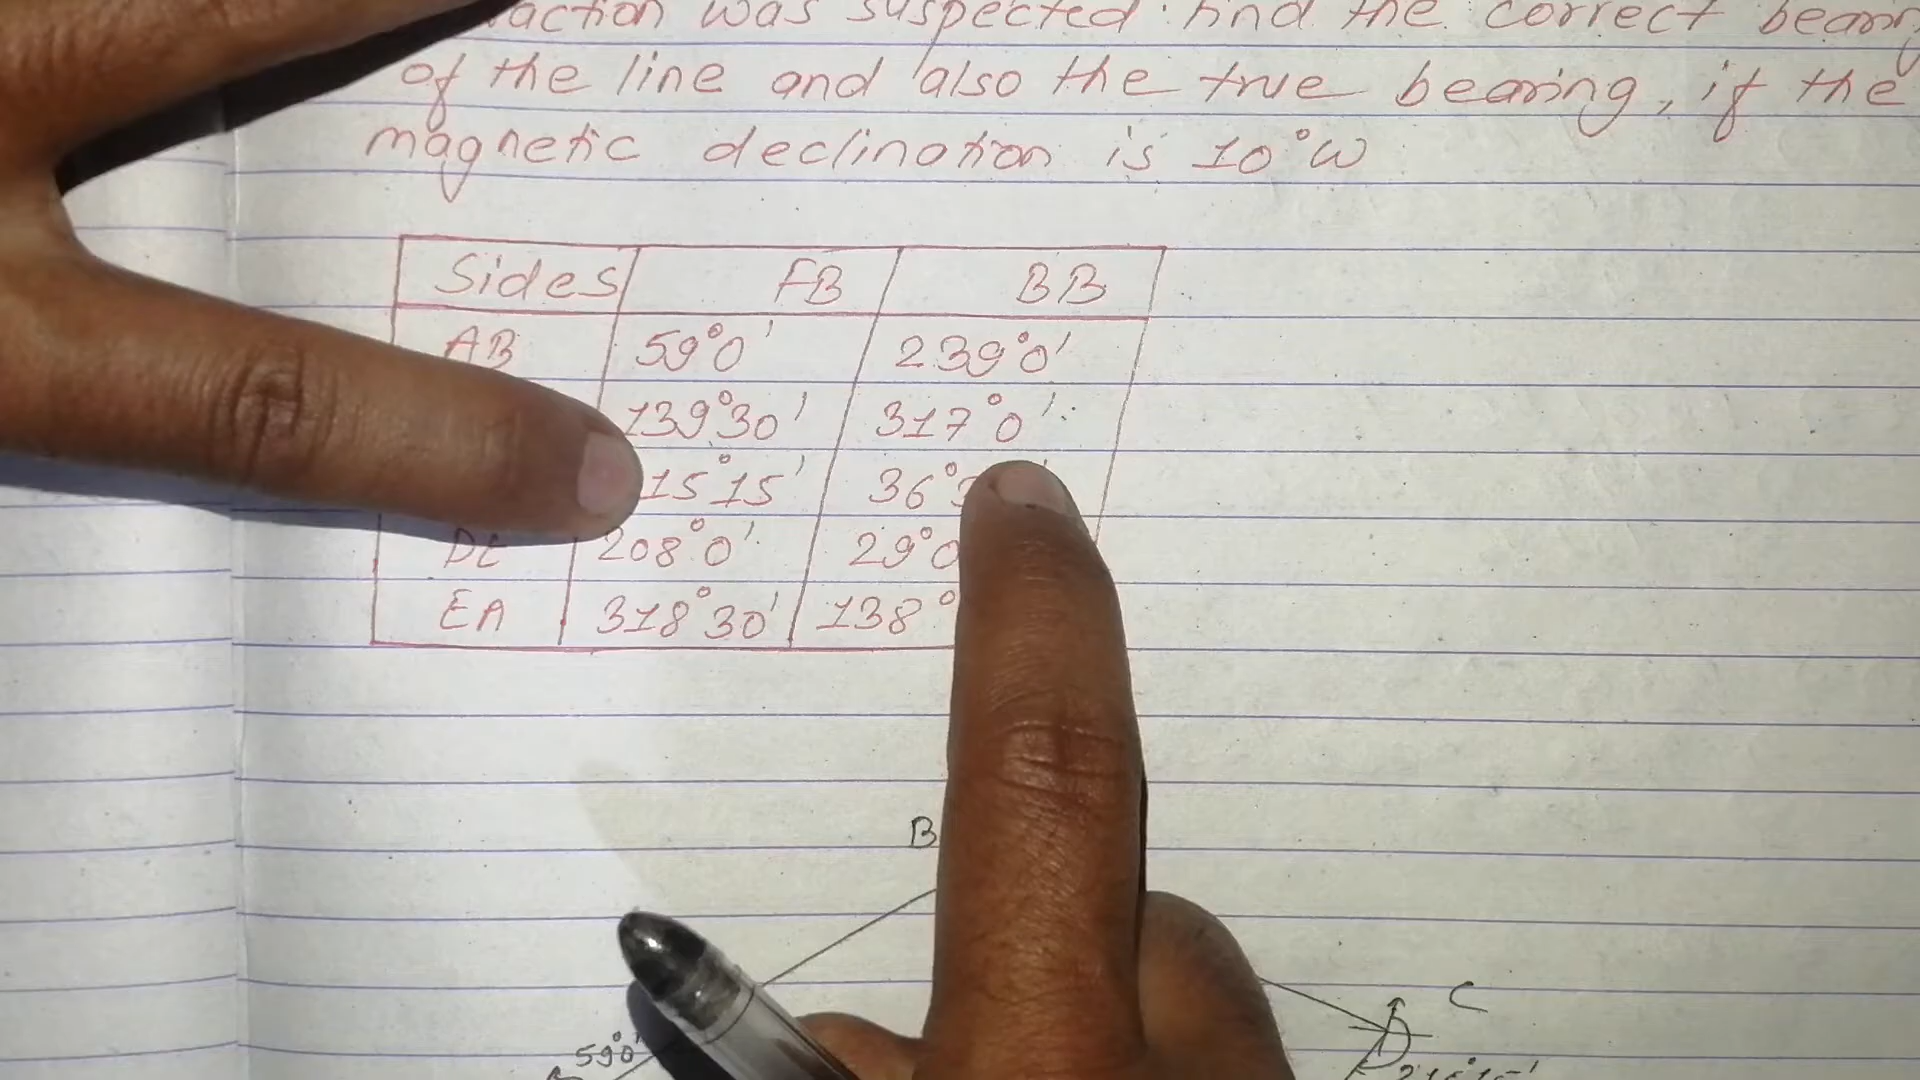 was suspected. find the correct bearing
of the line and also the true bearing, if the
magnetic declination is 10°W
Sides FB BB
AB 59°0' 239°0'
139°30' 317°0'
15°15' 36°
DE 208°0' 29°0
EA 318°30' 138°
B
C
59°0'